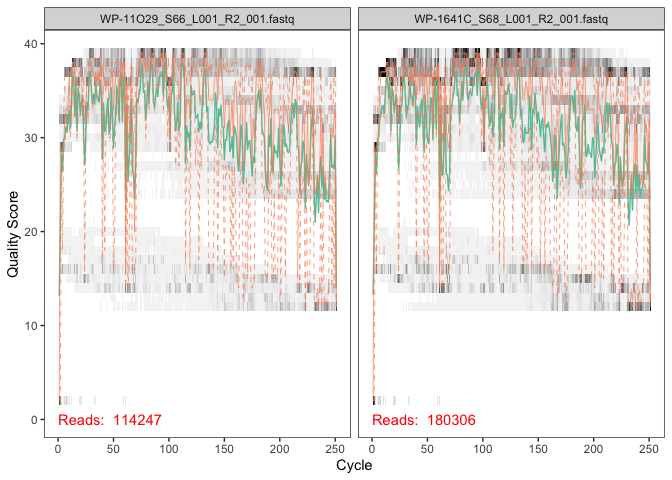 WP-11O29_S66_L001_R2_001.fastq
WP-1641C_S68_L001_R2_001.fastq
Quality Score
40
30
20
10
0
Reads: 114247
Reads: 180306
0 50 100 150 200 250
0 50 100 150 200 250
Cycle